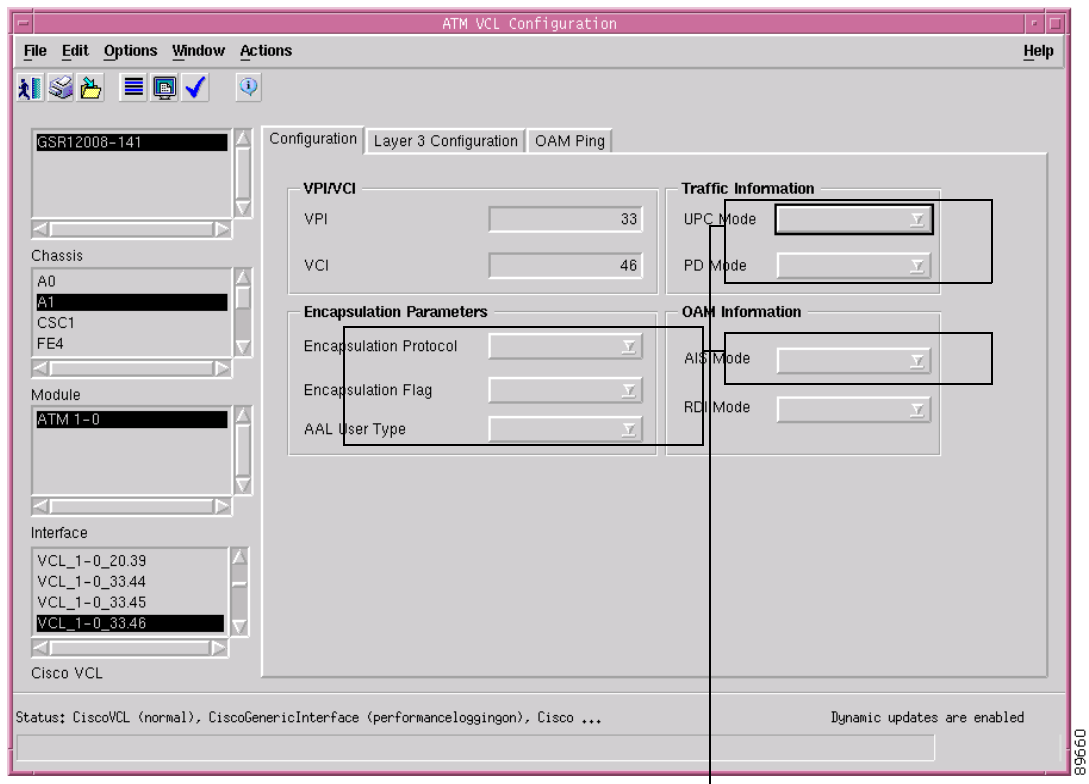 ATM VCL Configuration
File Edit Options Window Actions Help
GSR12008-141
Chassis
A0
A1
CSC1
FE4
Module
ATM 1-0
Interface
VCL_1-0_20.39
VCL_1-0_33.44
VCL_1-0_33.45
VCL_1-0_33.46
Cisco VCL
Configuration Layer 3 Configuration OAM Ping
VPI/VCI
VPI 33
VCI 46
Encapsulation Parameters
Encapsulation Protocol
Encapsulation Flag
AAL User Type
Traffic Information
UPC Mode
PD Mode
OAM Information
AIS Mode
RDI Mode
Status: CiscoVCL (normal), CiscoGenericInterface (performanceloggingon), Cisco ...
Dynamic updates are enabled
89660